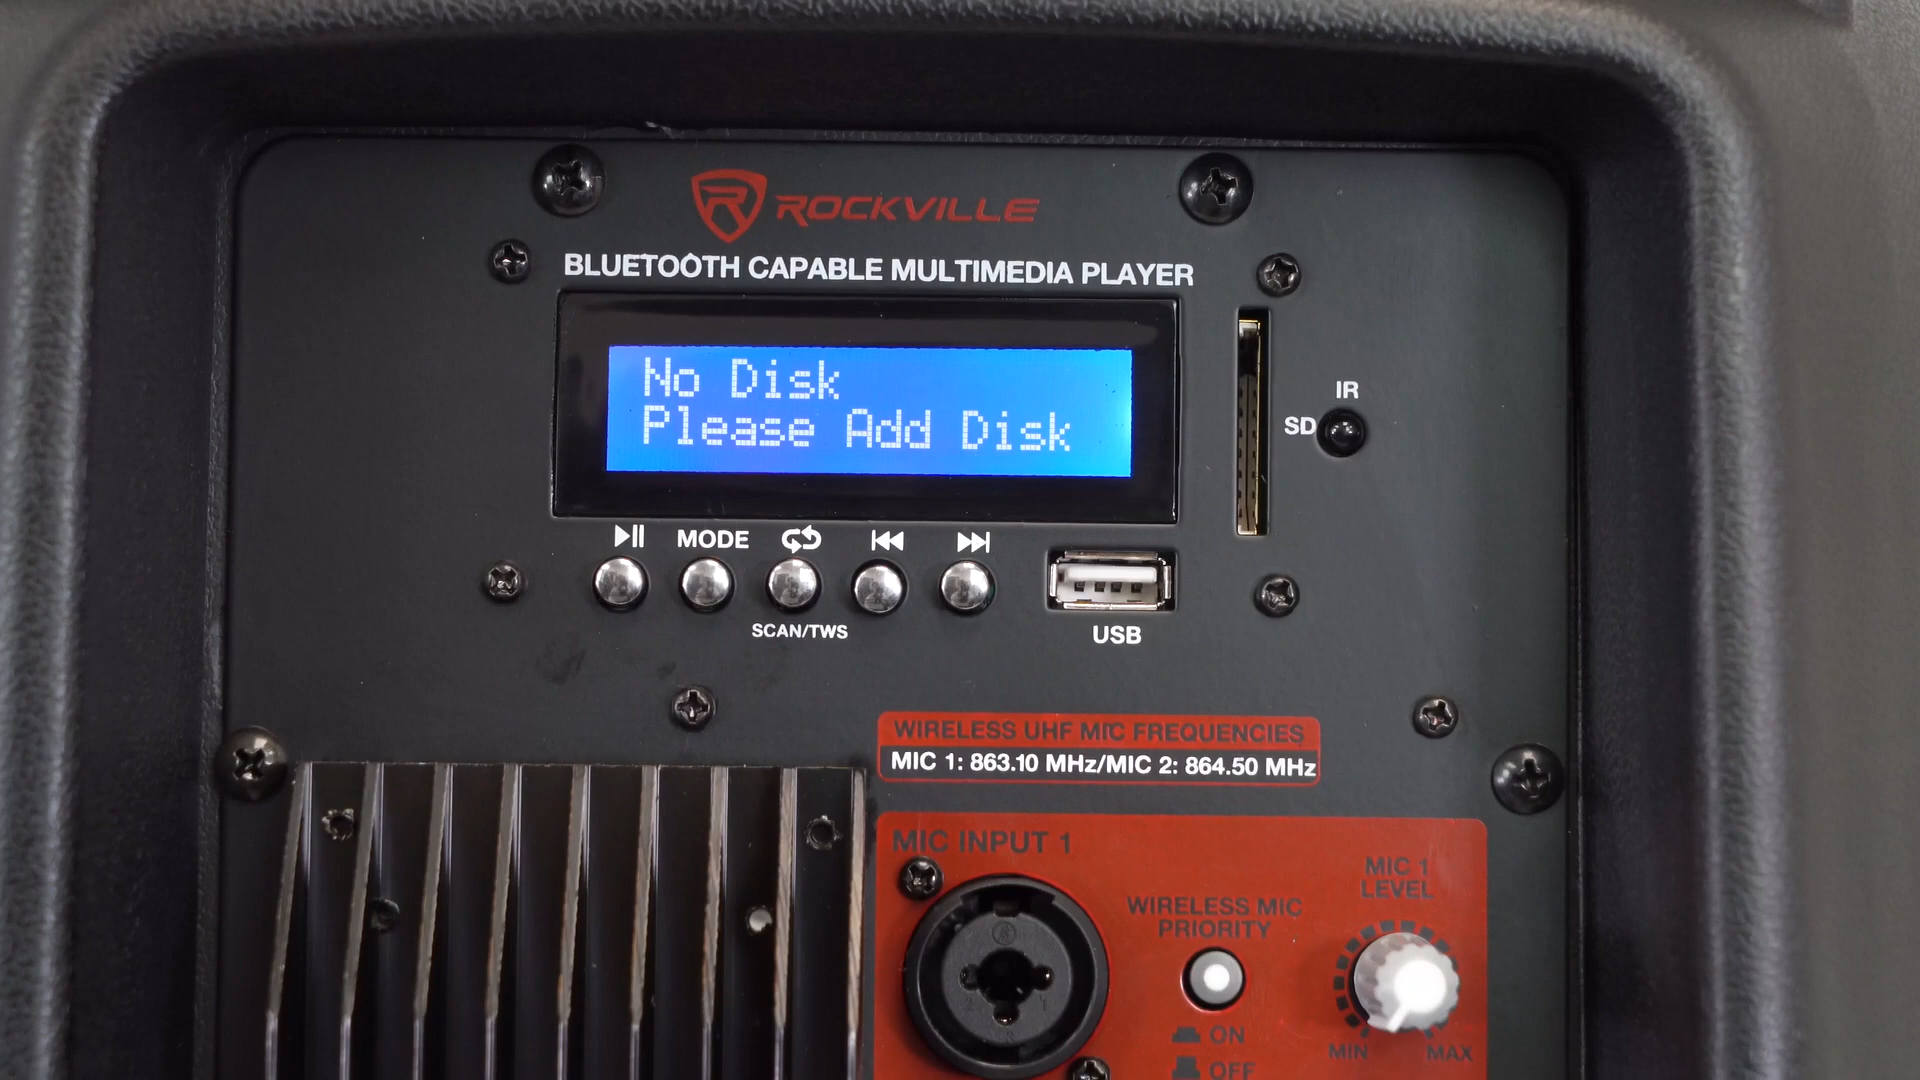 ROCKVILLE
BLUETOOTH CAPABLE MULTIMEDIA PLAYER
No Disk
Please Add Disk
IR
SD
MODE
SCAN/TWS
USB
WIRELESS UHF MIC FREQUENCIES
MIC 1: 863.10 MHz/MIC 2: 864.50 MHz
MIC INPUT 1
WIRELESS MIC
PRIORITY
ON
OFF
MIC 1
LEVEL
MIN MAX